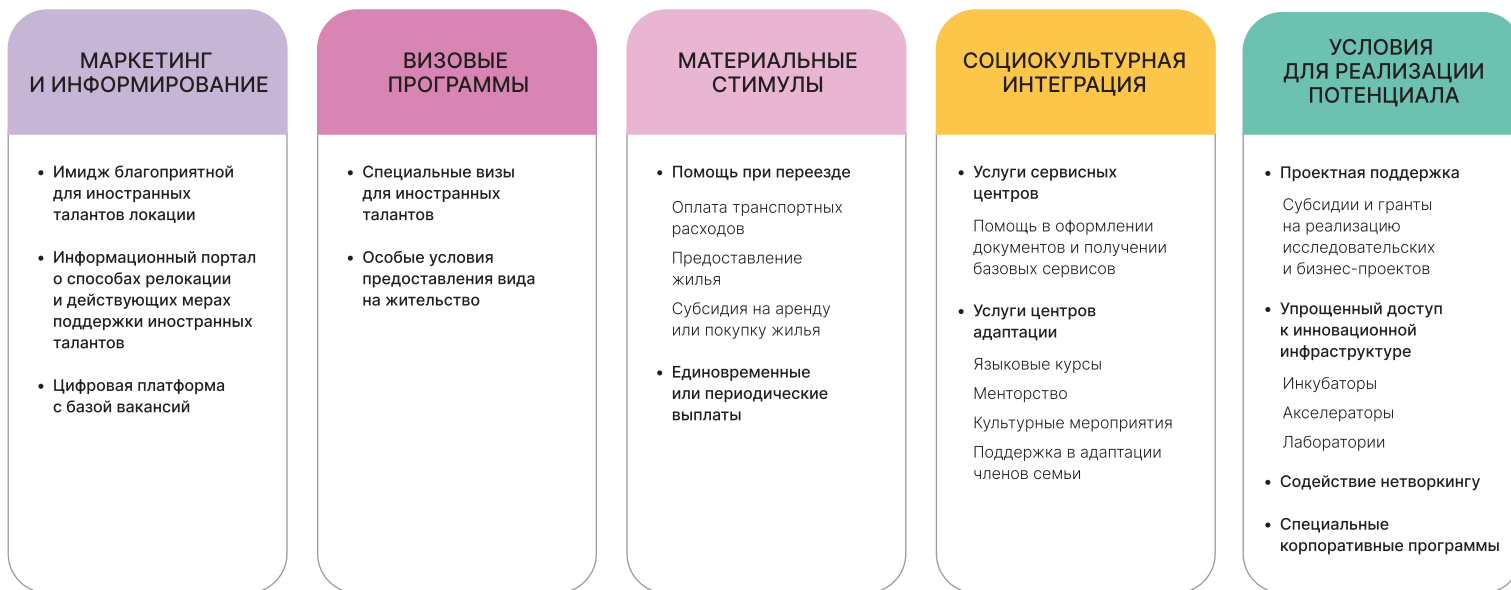 МАРКЕТИНГ
И ИНФОРМИРОВАНИЕ
• Имидж благоприятной
для иностранных
талантов локации
• Информационный портал
о способах релокации
и действующих мерах
поддержки иностранных
талантов
• Цифровая платформа
с базой вакансий
ВИЗОВЫЕ
ПРОГРАММЫ
• Специальные визы
для иностранных
талантов
• Особые условия
предоставления вида
на жительство
МАТЕРИАЛЬНЫЕ
СТИМУЛЫ
• Помощь при переезде
Оплата транспортных
расходов
Предоставление
жилья
Субсидия на аренду
или покупку жилья
• Единовременные
или периодические
выплаты
СОЦИОКУЛЬТУРНАЯ
ИНТЕГРАЦИЯ
• Услуги сервисных
центров
Помощь в оформлении
документов и получении
базовых сервисов
• Услуги центров
адаптации
Языковые курсы
Менторство
Культурные мероприятия
Поддержка в адаптации
членов семьи
УСЛОВИЯ
ДЛЯ РЕАЛИЗАЦИИ
ПОТЕНЦИАЛА
• Проектная поддержка
Субсидии и гранты
на реализацию
исследовательских
и бизнес-проектов
• Упрощенный доступ
к инновационной
инфраструктуре
Инкубаторы
Акселераторы
Лаборатории
• Содействие нетворкингу
• Специальные
корпоративные программы